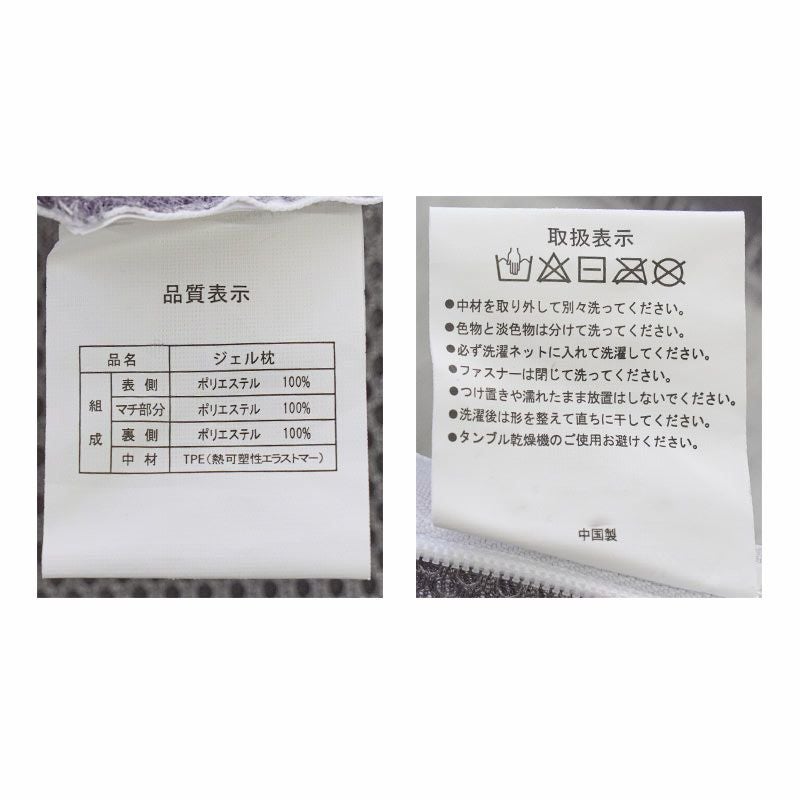 品質表示
品名 ジェル枕
組成
表側 ポリエステル 100%
マチ部分 ポリエステル 100%
裏側 ポリエステル 100%
中材 TPE(熱可塑性エラストマー)
取扱表示
●中材を取り外して別々洗ってください。
●色物と淡色物は分けて洗ってください。
●必ず洗濯ネットに入れて洗濯してください。
●ファスナーは閉じて洗ってください。
●つけ置きや濡れたまま放置はしないでください。
●洗濯後は形を整えて直ちに干してください。
●タンブル乾燥機のご使用お避けください。
中国製